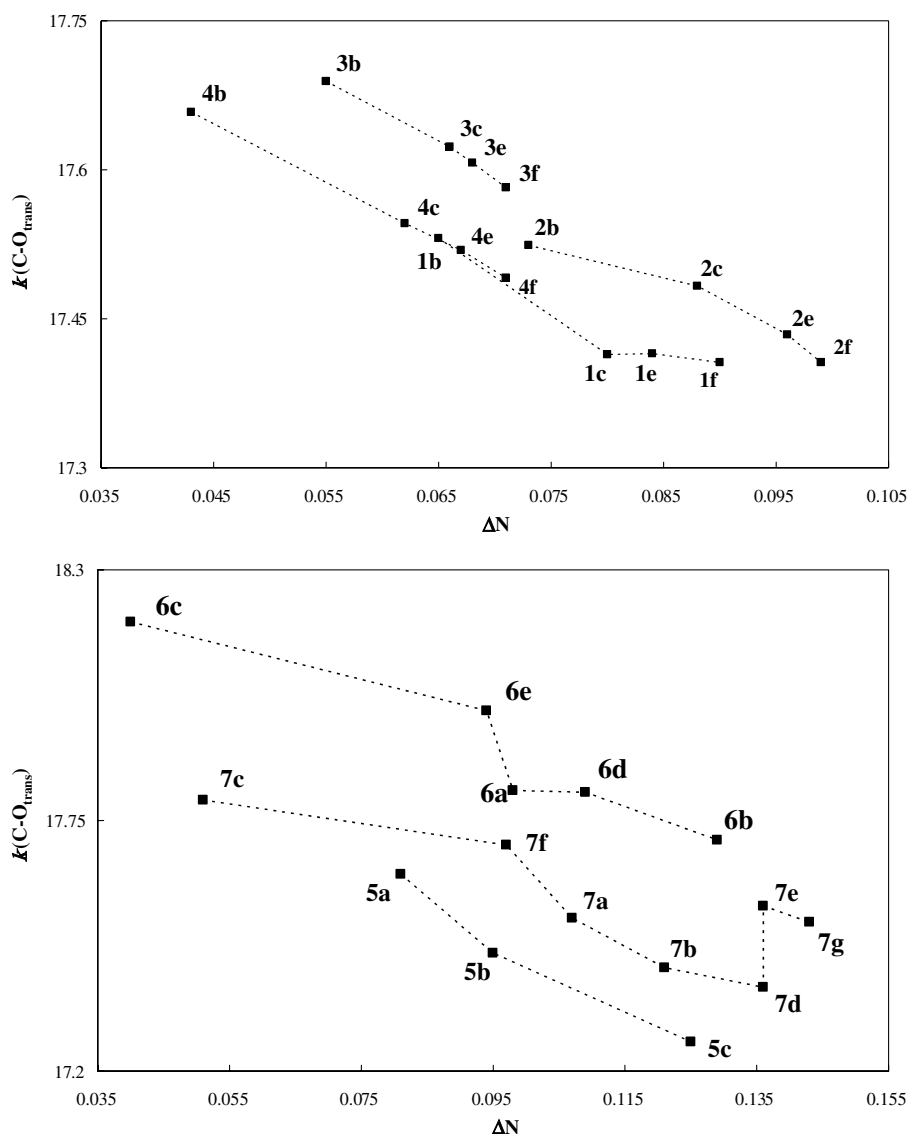 17.75
3b
4b
3c
3e
17.6
3f
4c
2b
4e
1b
2c
4f
k(C-Otrans)
17.45
2e
2f
1c
1e
1f
17.3
0.035
0.045
0.055
0.065
0.075
0.085
0.095
0.105
ΔN
18.3
6c
6e
7c
6a
6d
k(C-Otrans)
17.75
6b
7f
5a
7e
7a
7g
7b
5b
7d
5c
17.2
0.035
0.055
0.075
0.095
0.115
0.135
0.155
ΔN